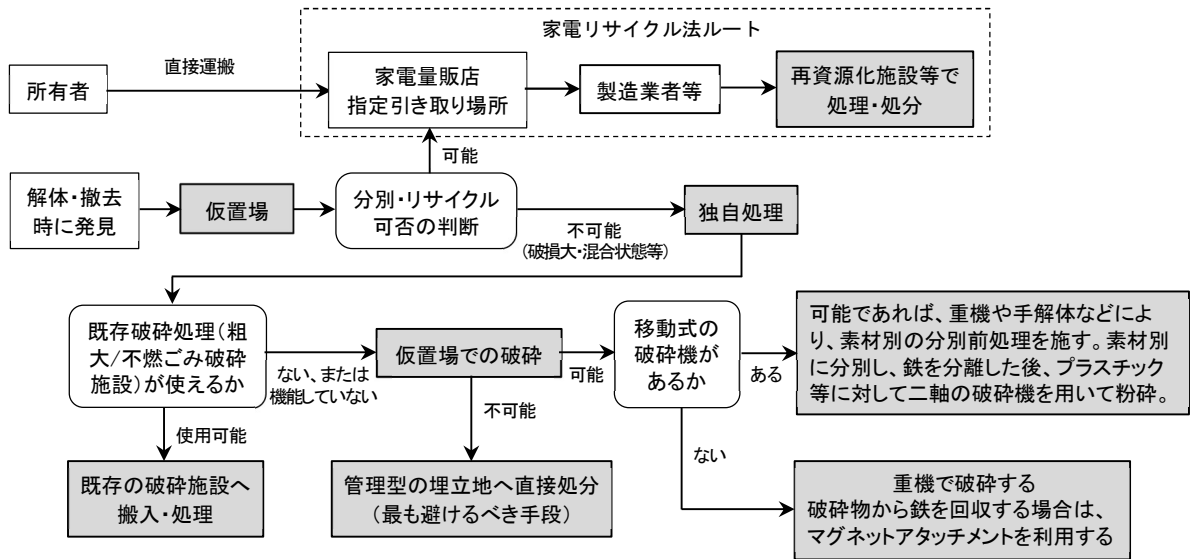 家電リサイクル法ルート
所有者
直接運搬
家電量販店
指定引き取り場所
製造業者等
再資源化施設等で
処理・処分
可能
解体・撤去
時に発見
仮置場
分別・リサイクル
可否の判断
不可能
(破損大・混合状態等)
独自処理
既存破砕処理(粗
大/不燃ごみ破砕
施設)が使えるか
ない、または
機能していない
仮置場での破砕
可能
移動式の
破砕機が
あるか
ある
可能であれば、重機や手解体などによ
り、素材別の分別前処理を施す。素材別
に分別し、鉄を分離した後、プラスチック
等に対して二軸の破砕機を用いて粉砕。
使用可能
不可能
ない
既存の破砕施設へ
搬入・処理
管理型の埋立地へ直接処分
(最も避けるべき手段)
重機で破砕する
破砕物から鉄を回収する場合は、
マグネットアタッチメントを利用する